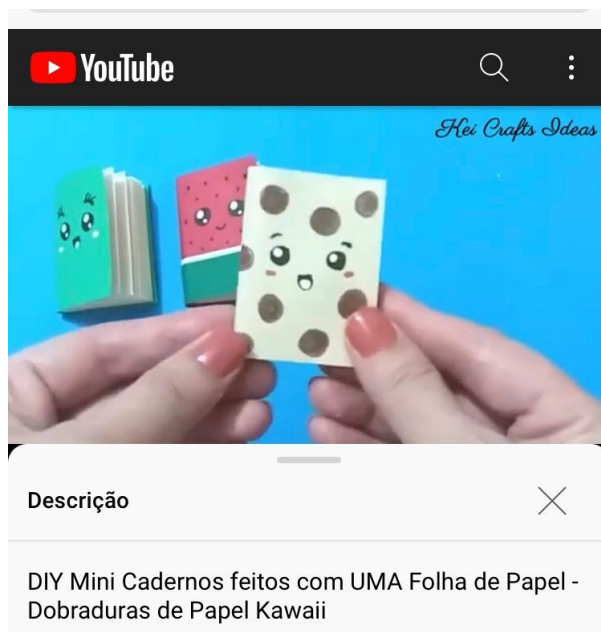 YouTube
Kei Crafts Ideas
Descrição
DIY Mini Cadernos feitos com UMA Folha de Papel -
Dobraduras de Papel Kawaii